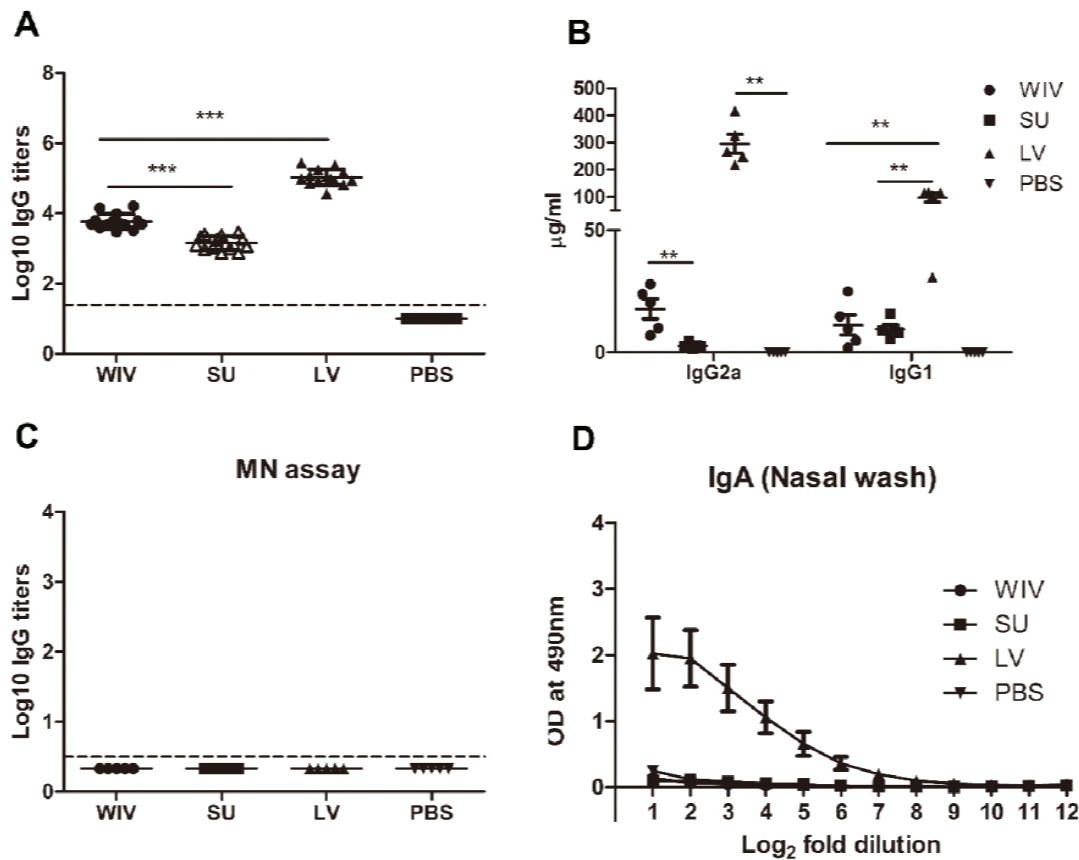 A
Log10 IgG titers
8
6
4
2
0
***
***
WIV SU LV PBS
B
µg/ml
500
400
300
200
100
50
0
**
**
**
**
IgG2a IgG1
WIV
SU
LV
PBS
C
MN assay
Log10 IgG titers
4
3
2
1
0
WIV SU LV PBS
D
IgA (Nasal wash)
OD at 490nm
4
3
2
1
0
WIV
SU
LV
PBS
1 2 3 4 5 6 7 8 9 10 11 12
Log2 fold dilution